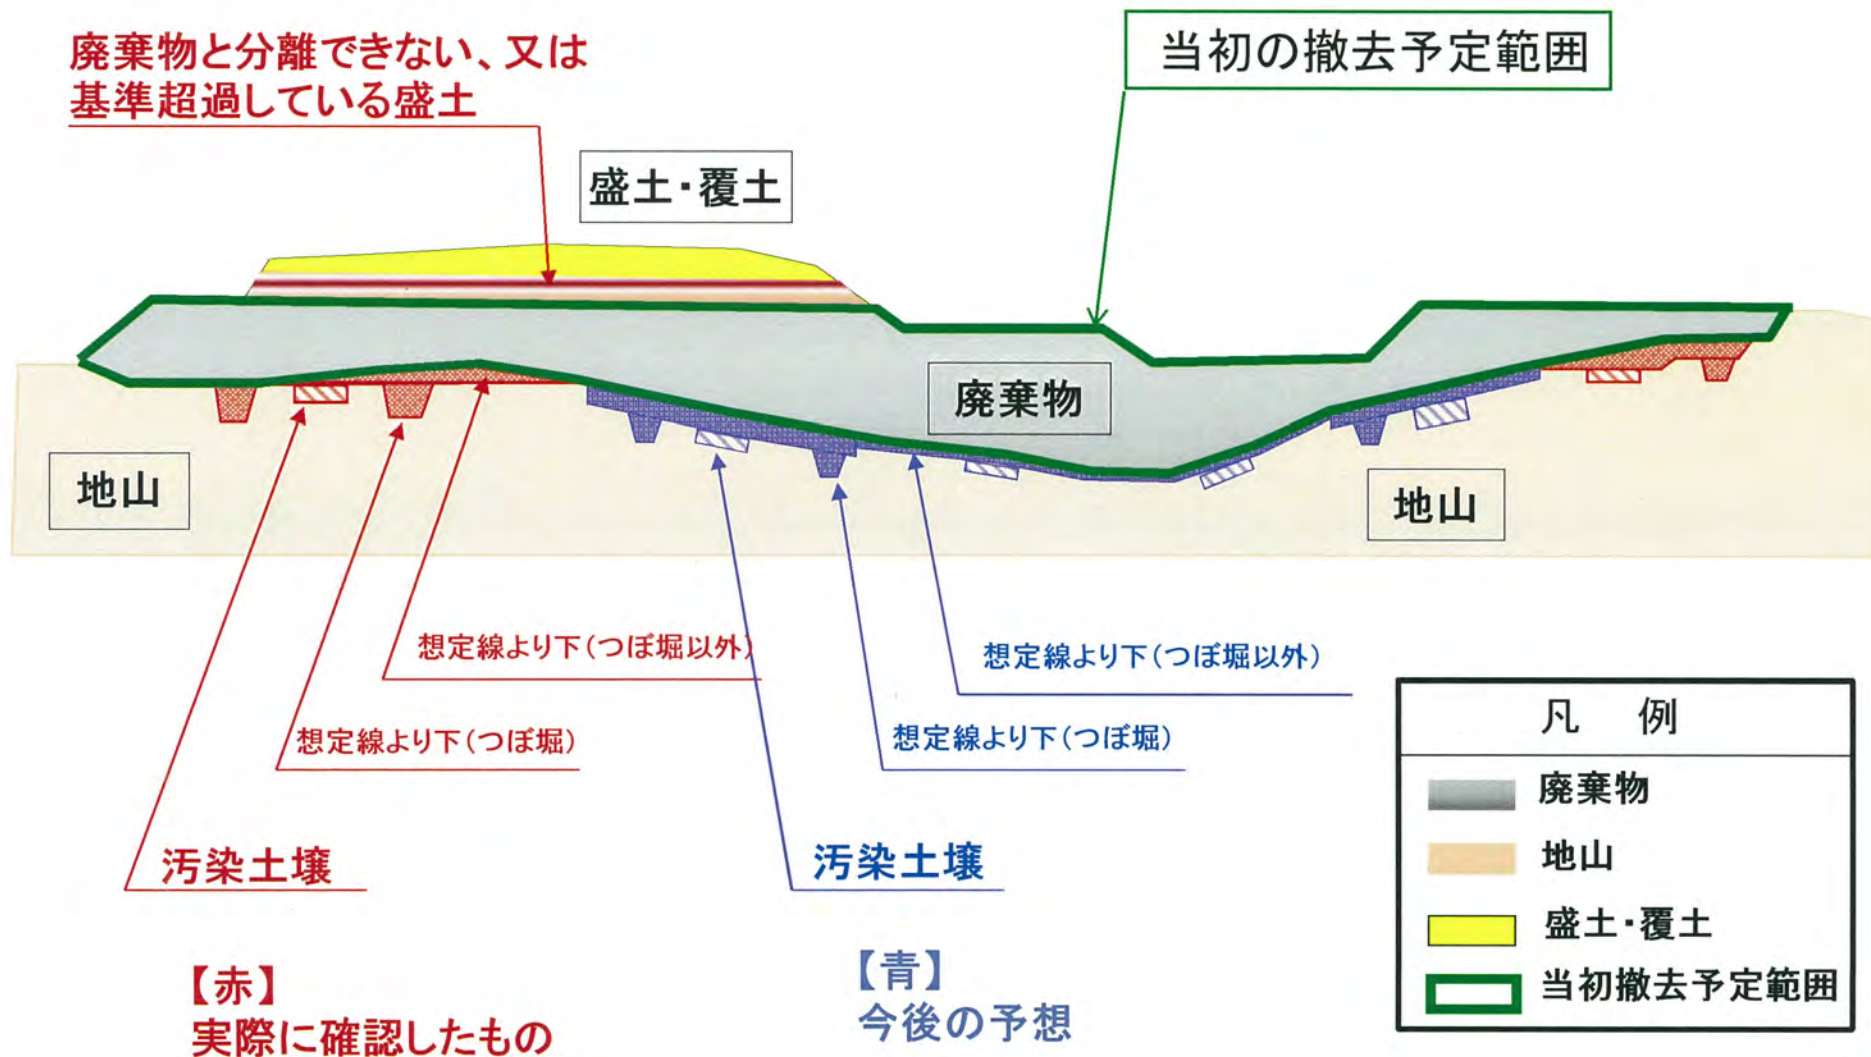 廃棄物と分離できない、又は
基準超過している盛土
当初の撤去予定範囲
盛土・覆土
廃棄物
地山
地山
想定線より下(つぼ堀以外)
想定線より下(つぼ堀以外)
想定線より下(つぼ堀)
想定線より下(つぼ堀)
汚染土壌
汚染土壌
【赤】
実際に確認したもの
【青】
今後の予想
凡 例
廃棄物
地山
盛土・覆土
当初撤去予定範囲